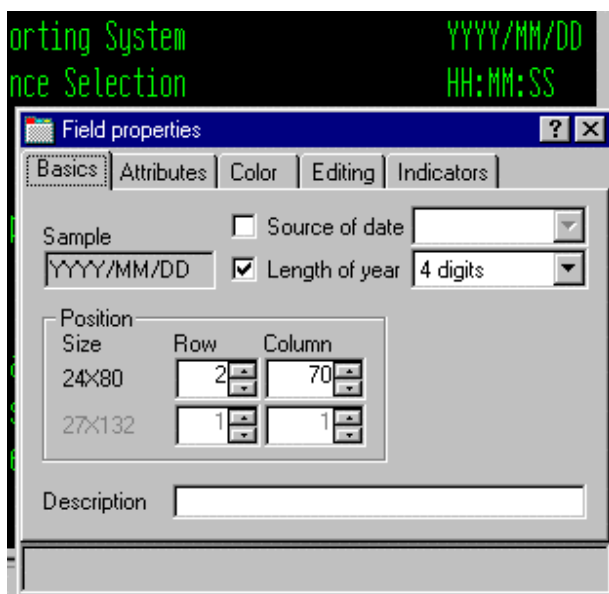 orting System YYYY/MM/DD
nce Selection HH:MM:SS
Field properties
Basics Attributes Color Editing Indicators
Source of date
Sample
YYYY/MM/DD Length of year 4 digits
Position
Size Row Column
24X80 2 70
27X132 1 1
Description